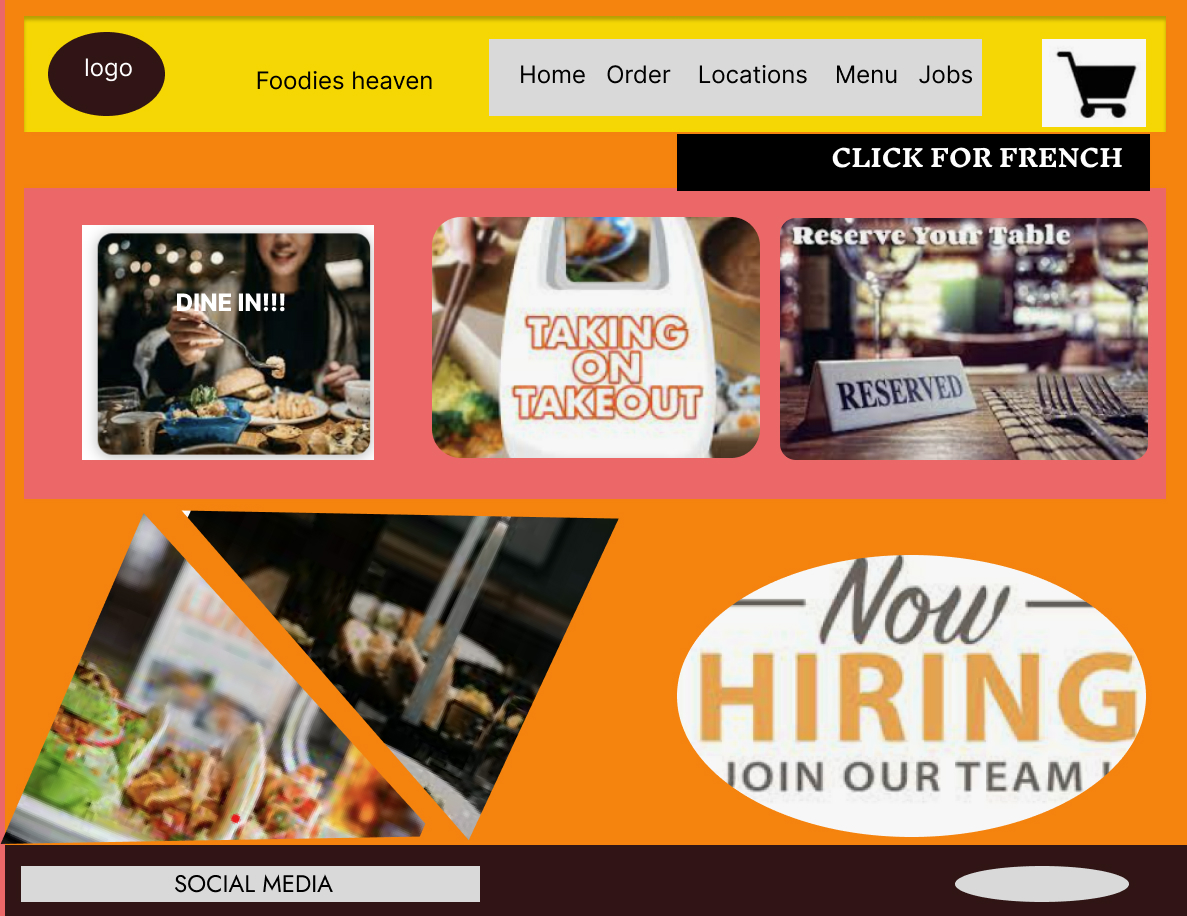 logo
Foodies heaven
Home Order Locations Menu Jobs
CLICK FOR FRENCH
DINE IN!!!
TAKING
ON
TAKEOUT
Reserve Your Table
RESERVED
Now
HIRING
JOIN OUR TEAM !
SOCIAL MEDIA